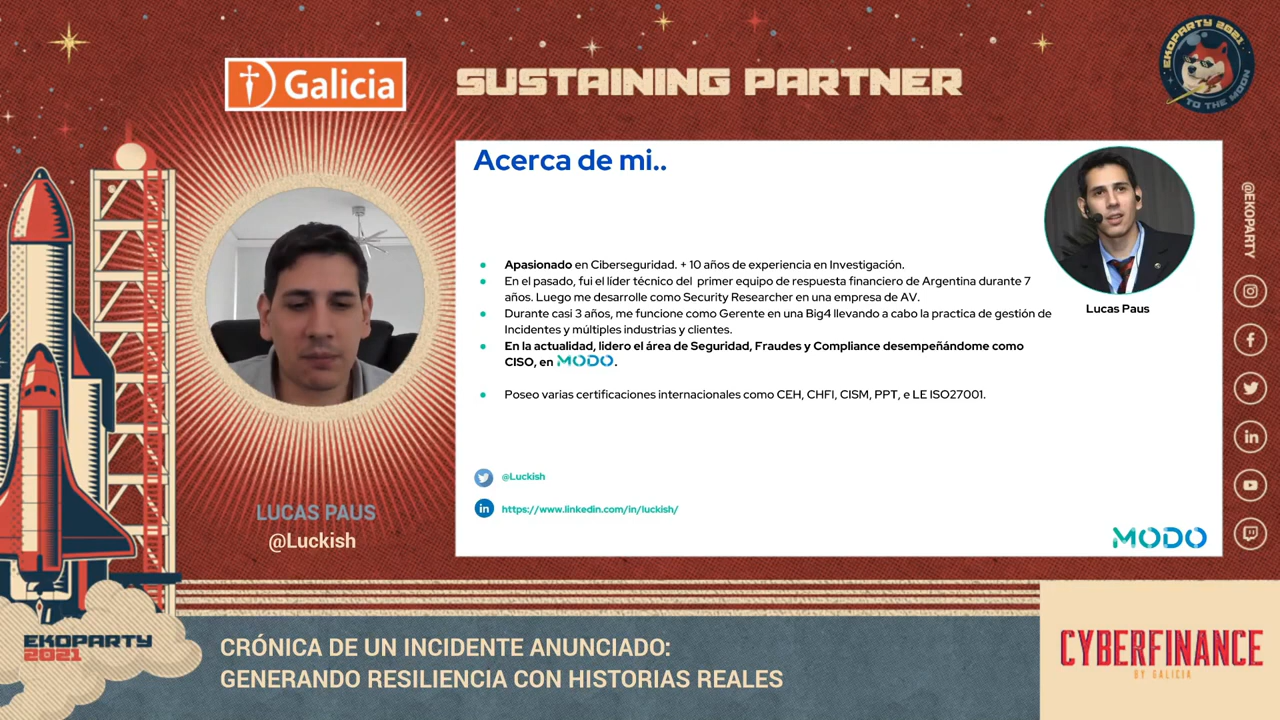 Galicia
SUSTAINING PARTNER
EKOPARTY 2021
TO THE MOON
Acerca de mi..
Apasionado en Ciberseguridad. + 10 años de experiencia en Investigación.
En el pasado, fui el líder técnico del primer equipo de respuesta financiero de Argentina durante 7
años. Luego me desarrolle como Security Researcher en una empresa de AV.
Durante casi 3 años, me funcione como Gerente en una Big4 llevando a cabo la practica de gestión de
Incidentes y múltiples industrias y clientes.
En la actualidad, lidero el área de Seguridad, Fraudes y Compliance desempeñándome como
CISO, en MODO.
Poseo varias certificaciones internacionales como CEH, CHFI, CISM, PPT, e LE ISO27001.
Lucas Paus
@Luckish
https://www.linkedin.com/in/luckish/
MODO
@EKOPARTY
LUCAS PAUS
@Luckish
EKOPARTY
2021
CRÓNICA DE UN INCIDENTE ANUNCIADO:
GENERANDO RESILIENCIA CON HISTORIAS REALES
CYBERFINANCE
BY GALICIA